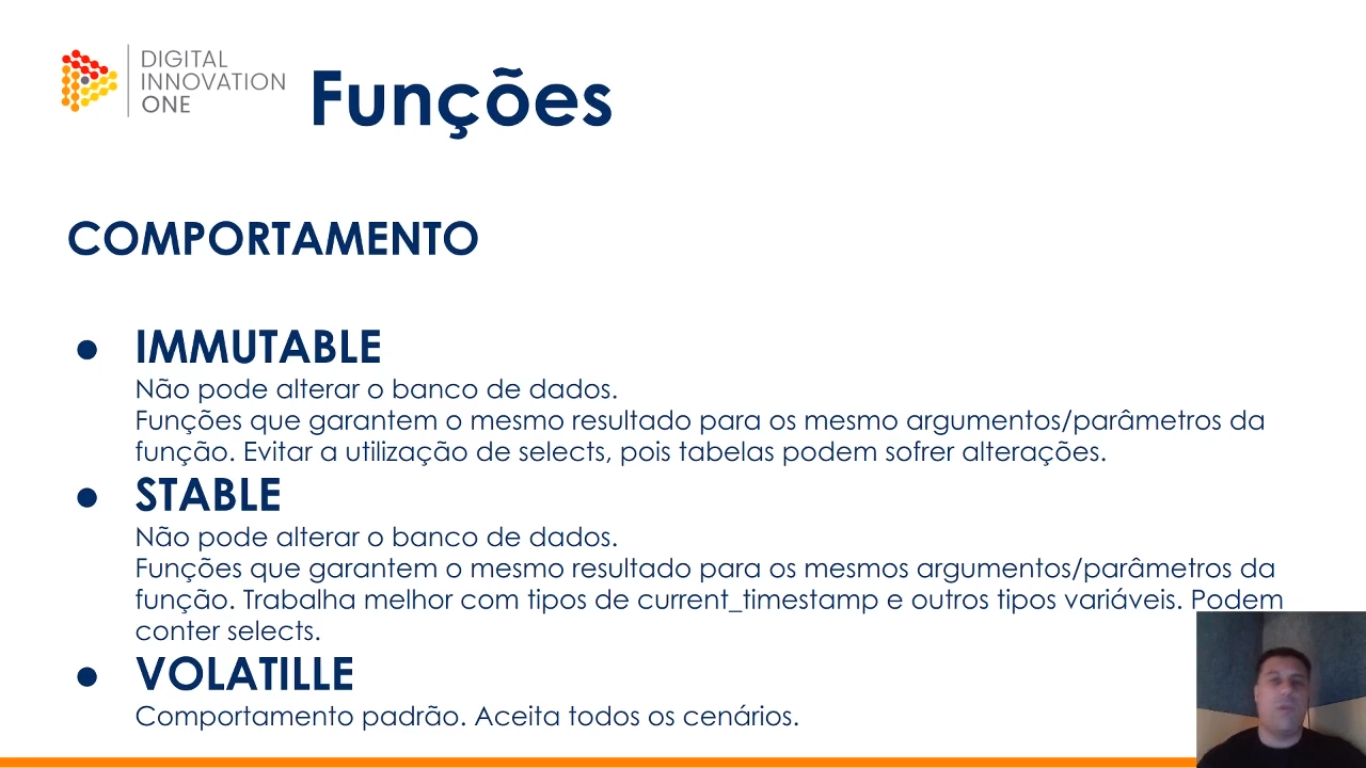 DIGITAL
INNOVATION
ONE
Funções
COMPORTAMENTO
● IMMUTABLE
Não pode alterar o banco de dados.
Funções que garantem o mesmo resultado para os mesmo argumentos/parâmetros da
função. Evitar a utilização de selects, pois tabelas podem sofrer alterações.
● STABLE
Não pode alterar o banco de dados.
Funções que garantem o mesmo resultado para os mesmos argumentos/parâmetros da
função. Trabalha melhor com tipos de current_timestamp e outros tipos variáveis. Podem
conter selects.
● VOLATILLE
Comportamento padrão. Aceita todos os cenários.